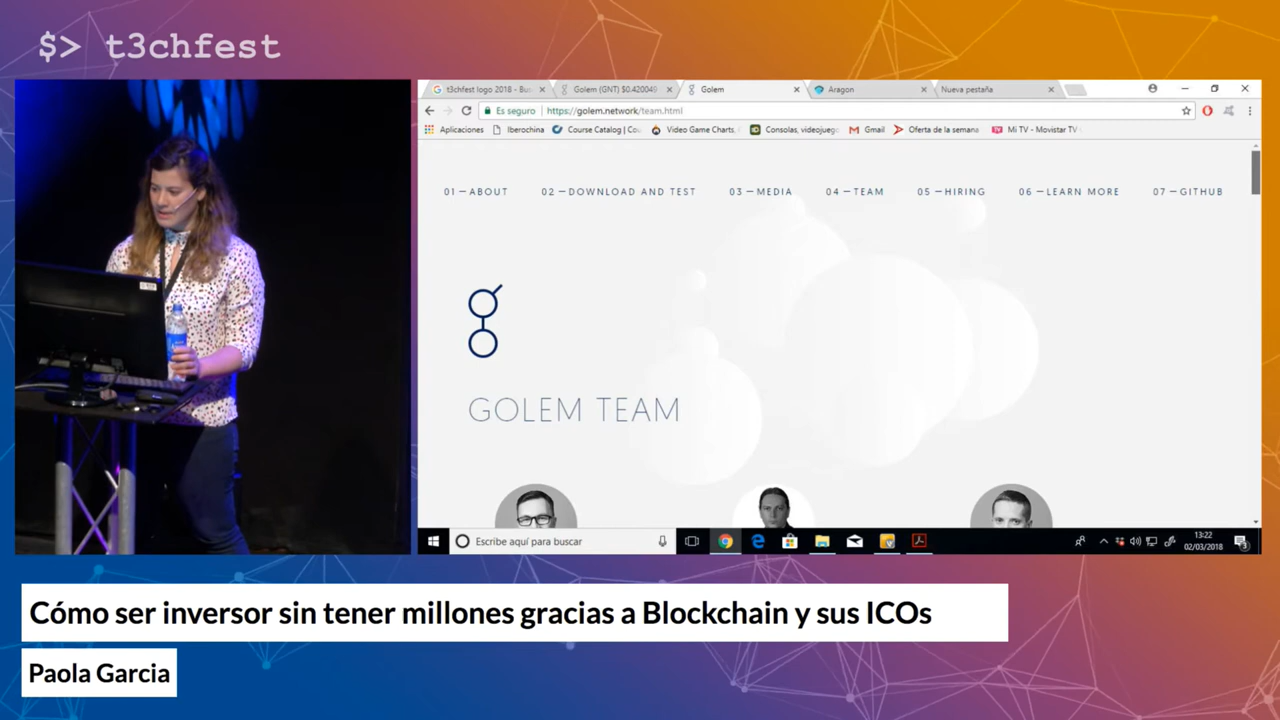 $> t3chfest
t3chfest logo 2018 - Bus
Golem (GNT) $0.420049
Golem
Aragon
Nueva pestaña
Es seguro
https://golem.network/team.html
Aplicaciones
Iberochina
Course Catalog | Cou
Video Game Charts,
Consolas, videojueg
Gmail
Oferta de la semana
Mi TV - Movistar TV
01 — ABOUT
02 — DOWNLOAD AND TEST
03 — MEDIA
04 — TEAM
05 — HIRING
06 — LEARN MORE
07 — GITHUB
GOLEM TEAM
Escribe aquí para buscar
13:22
02/03/2018
Cómo ser inversor sin tener millones gracias a Blockchain y sus ICOs
Paola Garcia